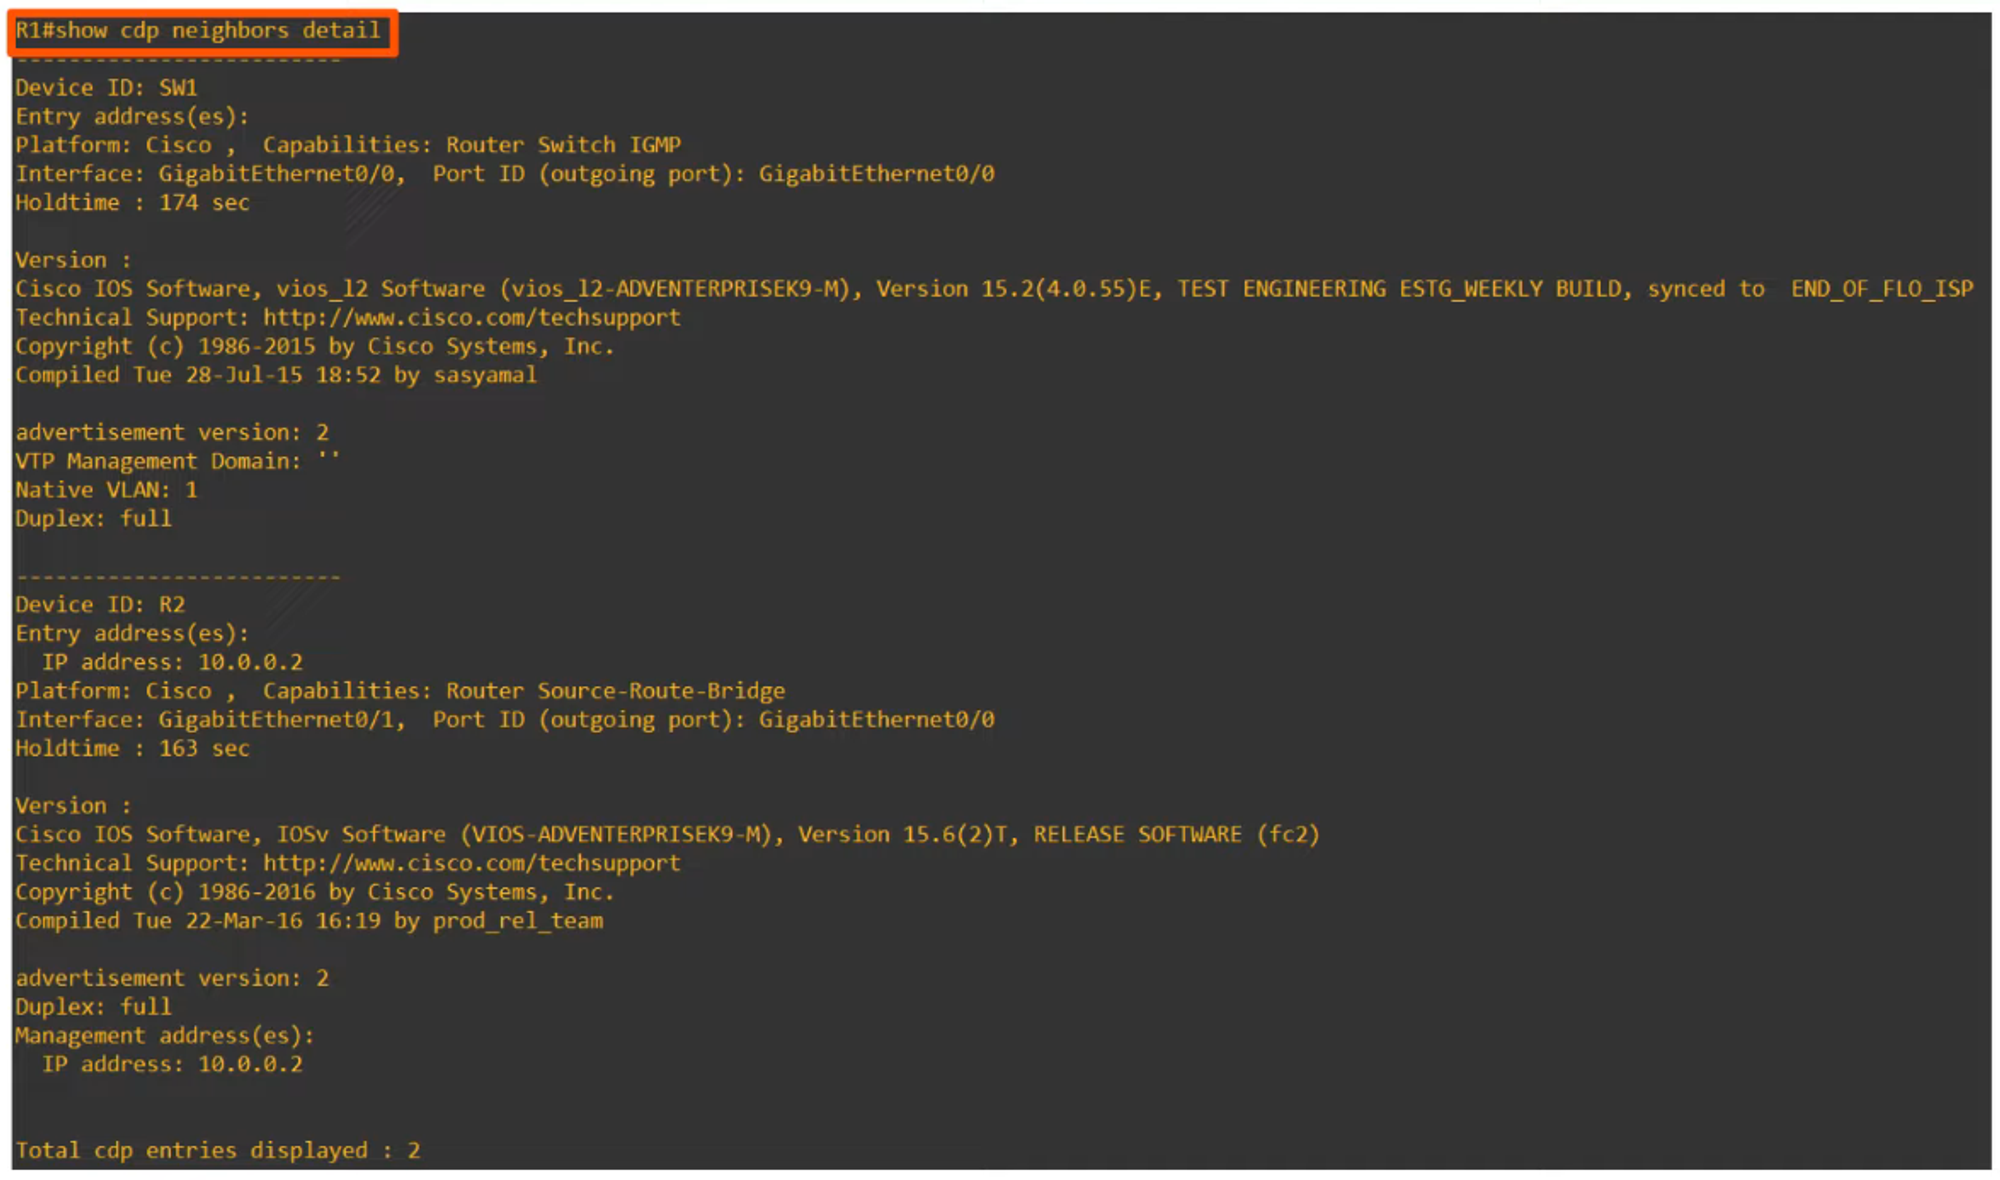 R1#show cdp neighbors detail
-------------------------
Device ID: SW1
Entry address(es):
Platform: Cisco ,  Capabilities: Router Switch IGMP
Interface: GigabitEthernet0/0,  Port ID (outgoing port): GigabitEthernet0/0
Holdtime : 174 sec

Version :
Cisco IOS Software, vios_l2 Software (vios_l2-ADVENTERPRISEK9-M), Version 15.2(4.0.55)E, TEST ENGINEERING ESTG_WEEKLY BUILD, synced to  END_OF_FLO_ISP
Technical Support: http://www.cisco.com/techsupport
Copyright (c) 1986-2015 by Cisco Systems, Inc.
Compiled Tue 28-Jul-15 18:52 by sasyamal

advertisement version: 2
VTP Management Domain: ''
Native VLAN: 1
Duplex: full

-------------------------
Device ID: R2
Entry address(es):
  IP address: 10.0.0.2
Platform: Cisco ,  Capabilities: Router Source-Route-Bridge
Interface: GigabitEthernet0/1,  Port ID (outgoing port): GigabitEthernet0/0
Holdtime : 163 sec

Version :
Cisco IOS Software, IOSv Software (VIOS-ADVENTERPRISEK9-M), Version 15.6(2)T, RELEASE SOFTWARE (fc2)
Technical Support: http://www.cisco.com/techsupport
Copyright (c) 1986-2016 by Cisco Systems, Inc.
Compiled Tue 22-Mar-16 16:19 by prod_rel_team

advertisement version: 2
Duplex: full
Management address(es):
  IP address: 10.0.0.2

Total cdp entries displayed : 2